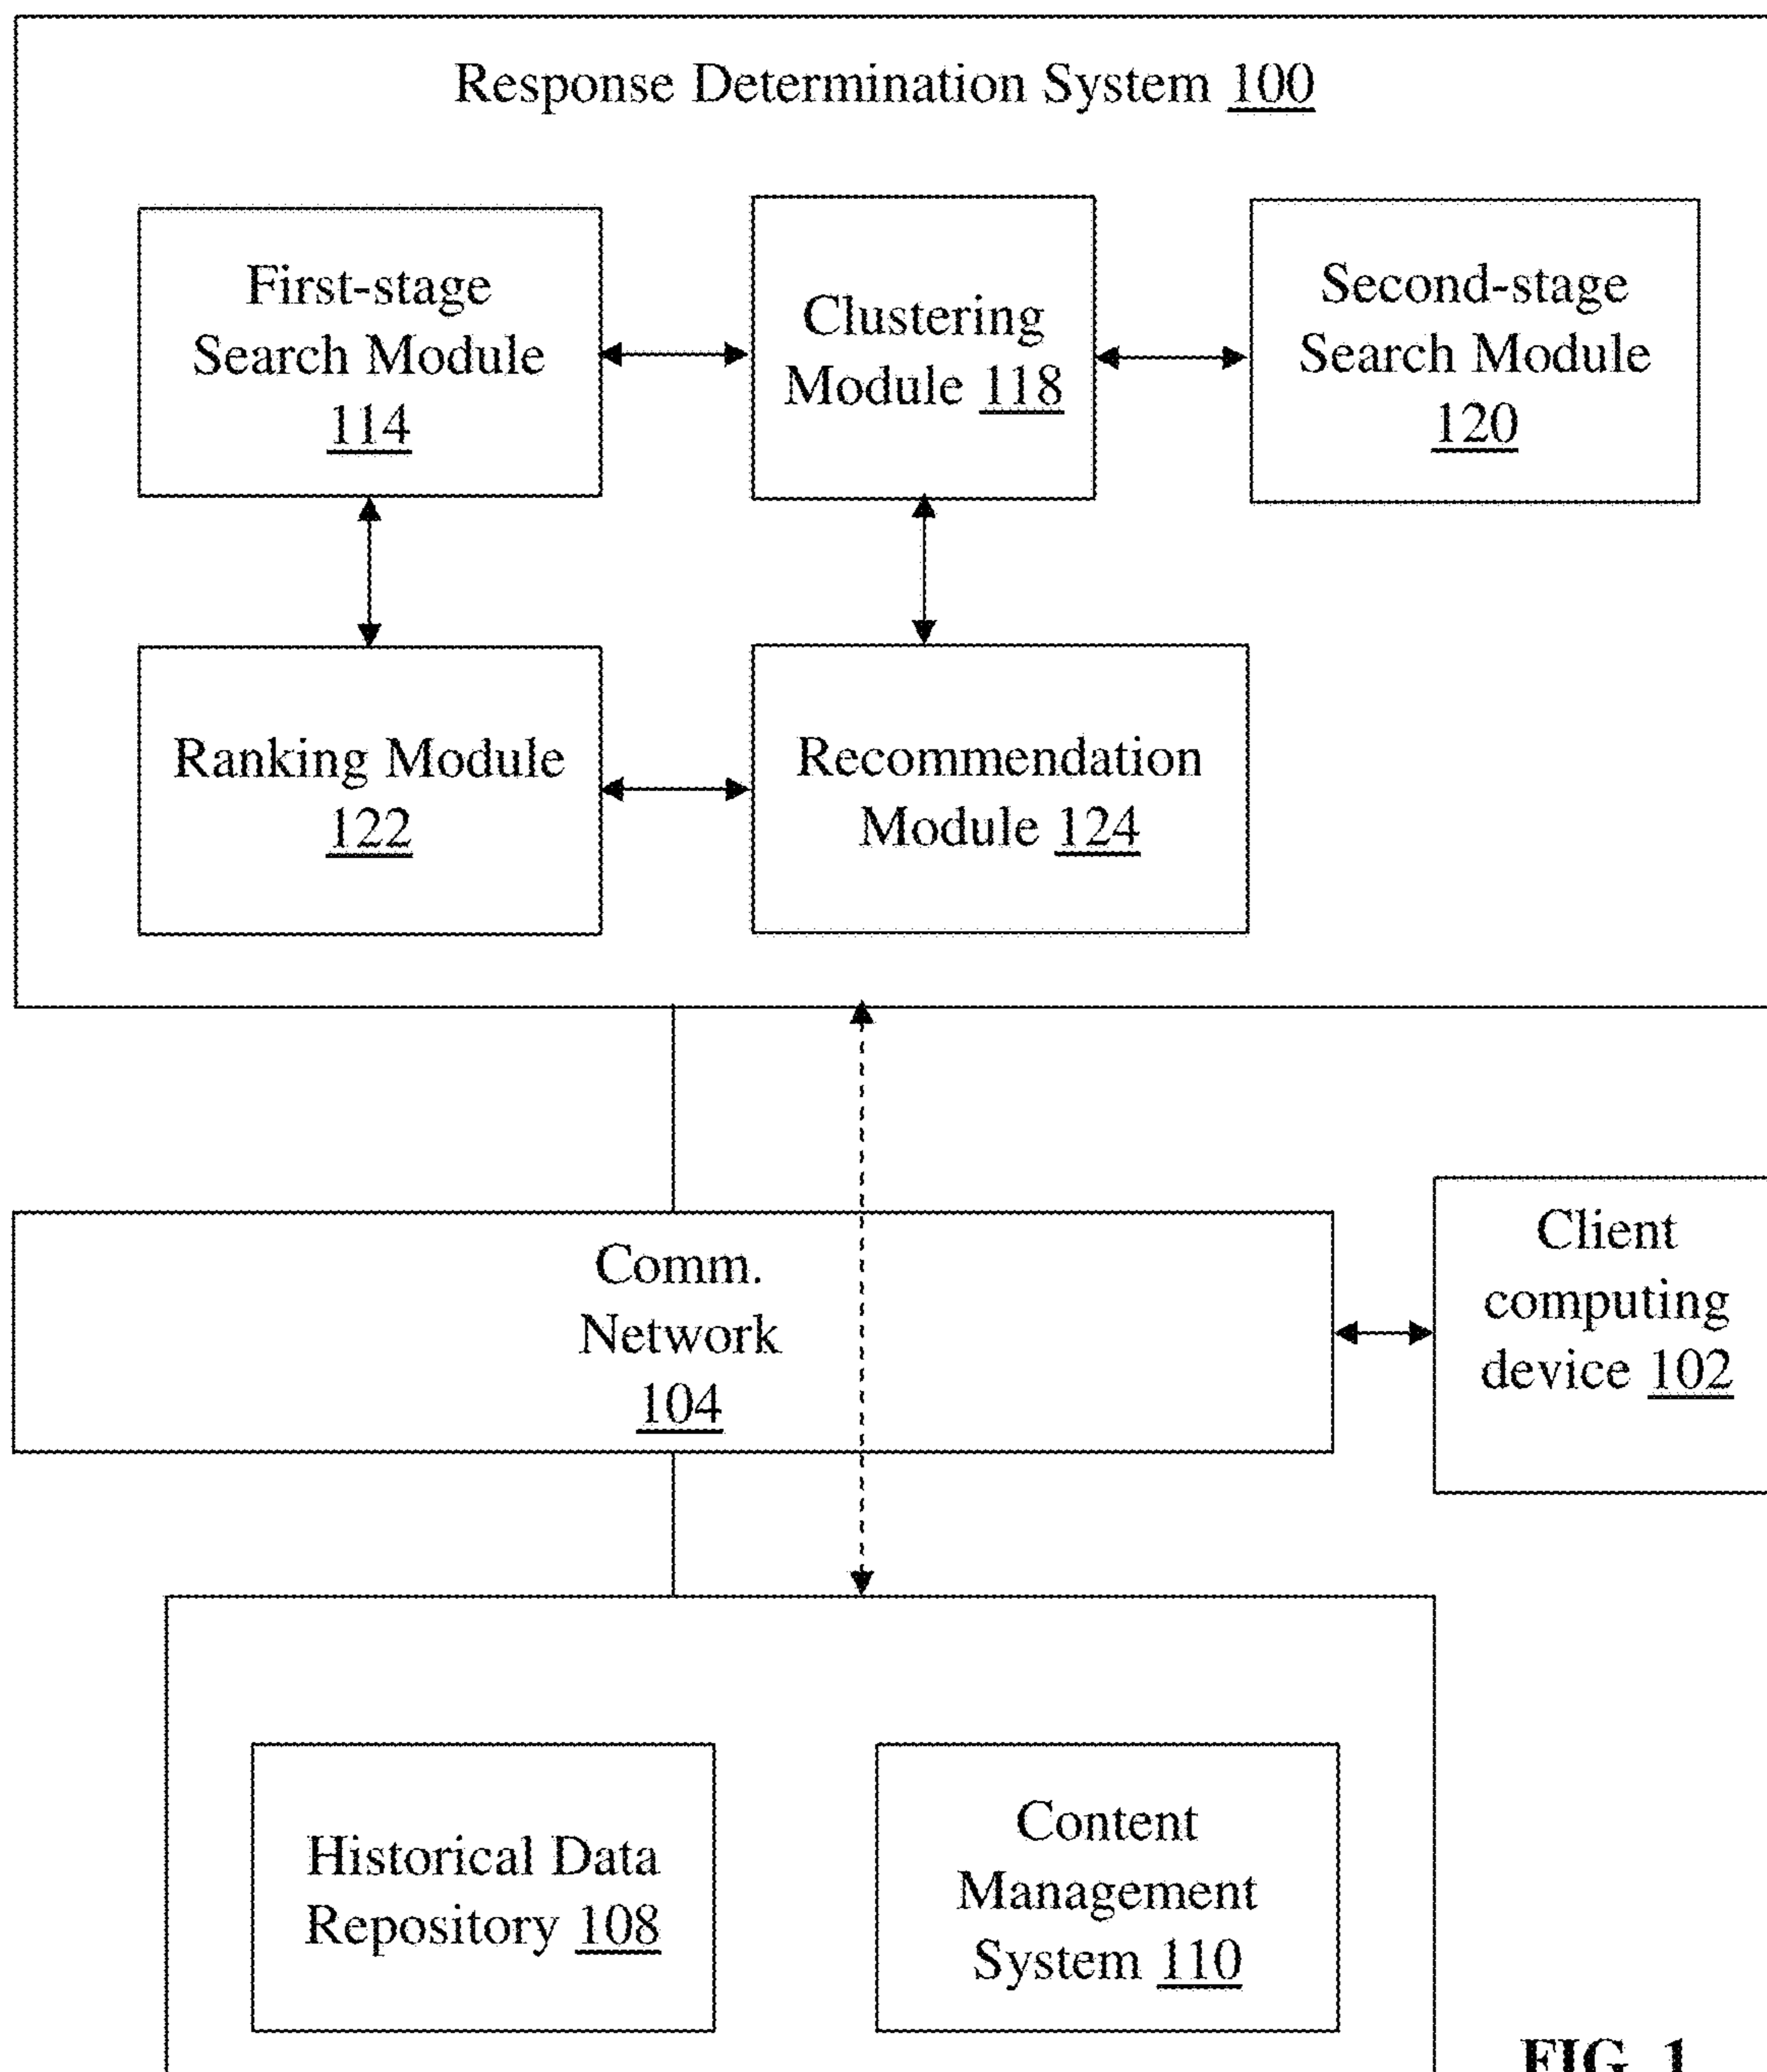 Response Determination System 100
First-stage
Search Module
114
Clustering
Module 118
Second-stage
Search Module
120
Ranking Module
122
Recommendation
Module 124
Comm.
Network
104
Client
computing
device 102
Historical Data
Repository 108
Content
Management
System 110
FIG. 1